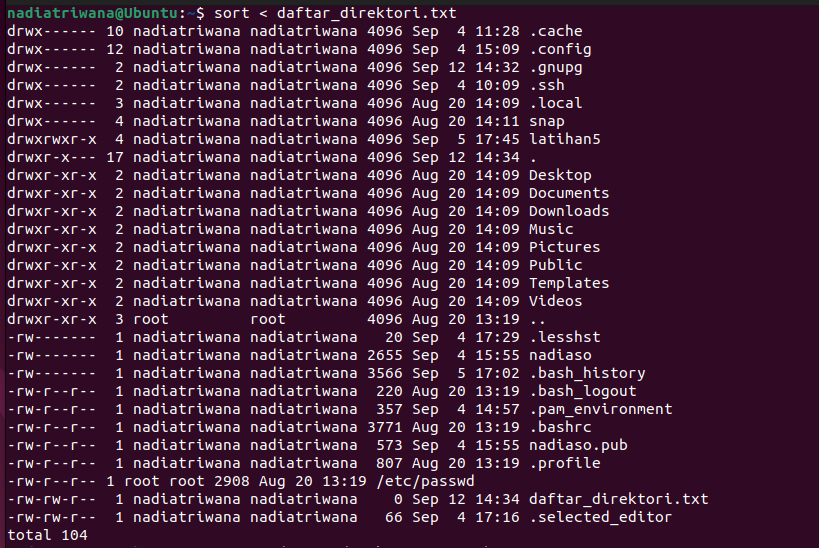 nadiatriwana@Ubuntu:~$ sort < daftar_direktori.txt
drwx------ 10 nadiatriwana nadiatriwana 4096 Sep  4 11:28 .cache
drwx------ 12 nadiatriwana nadiatriwana 4096 Sep  4 15:09 .config
drwx------  2 nadiatriwana nadiatriwana 4096 Sep 12 14:32 .gnupg
drwx------  2 nadiatriwana nadiatriwana 4096 Sep  4 10:09 .ssh
drwx------  3 nadiatriwana nadiatriwana 4096 Aug 20 14:09 .local
drwx------  4 nadiatriwana nadiatriwana 4096 Aug 20 14:11 snap
drwxrwxr-x  4 nadiatriwana nadiatriwana 4096 Sep  5 17:45 latihan5
drwxr-x--- 17 nadiatriwana nadiatriwana 4096 Sep 12 14:34 .
drwxr-xr-x  2 nadiatriwana nadiatriwana 4096 Aug 20 14:09 Desktop
drwxr-xr-x  2 nadiatriwana nadiatriwana 4096 Aug 20 14:09 Documents
drwxr-xr-x  2 nadiatriwana nadiatriwana 4096 Aug 20 14:09 Downloads
drwxr-xr-x  2 nadiatriwana nadiatriwana 4096 Aug 20 14:09 Music
drwxr-xr-x  2 nadiatriwana nadiatriwana 4096 Aug 20 14:09 Pictures
drwxr-xr-x  2 nadiatriwana nadiatriwana 4096 Aug 20 14:09 Public
drwxr-xr-x  2 nadiatriwana nadiatriwana 4096 Aug 20 14:09 Templates
drwxr-xr-x  2 nadiatriwana nadiatriwana 4096 Aug 20 14:09 Videos
drwxr-xr-x  3 root         root         4096 Aug 20 13:19 ..
-rw-------  1 nadiatriwana nadiatriwana   20 Sep  4 17:29 .lesshst
-rw-------  1 nadiatriwana nadiatriwana 2655 Sep  4 15:55 nadiaso
-rw-------  1 nadiatriwana nadiatriwana 3566 Sep  5 17:02 .bash_history
-rw-r--r--  1 nadiatriwana nadiatriwana  220 Aug 20 13:19 .bash_logout
-rw-r--r--  1 nadiatriwana nadiatriwana  357 Sep  4 14:57 .pam_environment
-rw-r--r--  1 nadiatriwana nadiatriwana 3771 Aug 20 13:19 .bashrc
-rw-r--r--  1 nadiatriwana nadiatriwana  573 Sep  4 15:55 nadiaso.pub
-rw-r--r--  1 nadiatriwana nadiatriwana  807 Aug 20 13:19 .profile
-rw-r--r-- 1 root root 2908 Aug 20 13:19 /etc/passwd
-rw-rw-r--  1 nadiatriwana nadiatriwana    0 Sep 12 14:34 daftar_direktori.txt
-rw-rw-r--  1 nadiatriwana nadiatriwana   66 Sep  4 17:16 .selected_editor
total 104